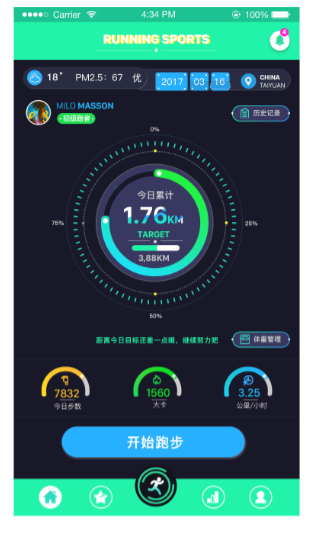 Carrier 4:34 PM 100%
RUNNING SPORTS
4
18° PM2.5：67 优 2017 03 16 CHINA
TAIYUAN
MILO MASSON
初级跑者
历史记录
0%
75%
25%
50%
今日累计
1.76KM
TARGET
3,88KM
距离今日目标还差一点哦，继续努力吧
体重管理
7832 1560 3.25
今日步数 大卡 公里/小时
开始跑步